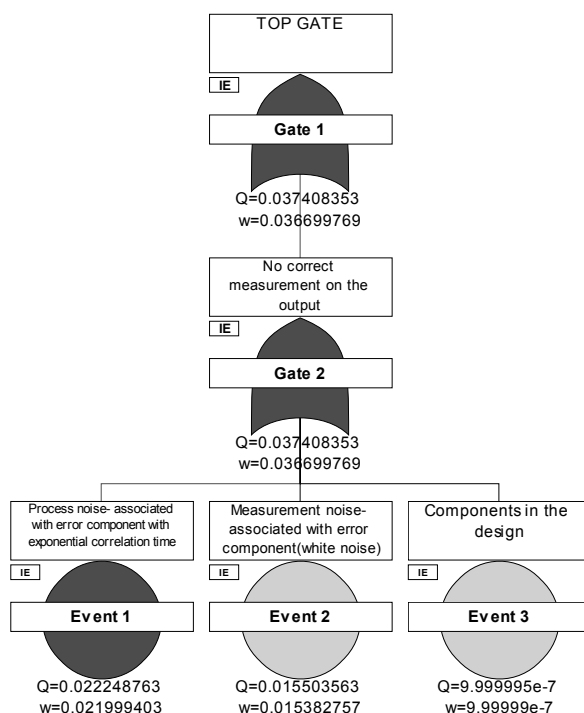 TOP GATE
IE
Gate 1
Q=0.037408353
w=0.036699769
No correct
measurement on the
output
IE
Gate 2
Q=0.037408353
w=0.036699769
Process noise- associated
with error component with
exponential correlation time
IE
Event 1
Q=0.022248763
w=0.021999403
Measurement noise-
associated with error
component(white noise)
IE
Event 2
Q=0.015503563
w=0.015382757
Components in the
design
IE
Event 3
Q=9.999995e-7
w=9.99999e-7